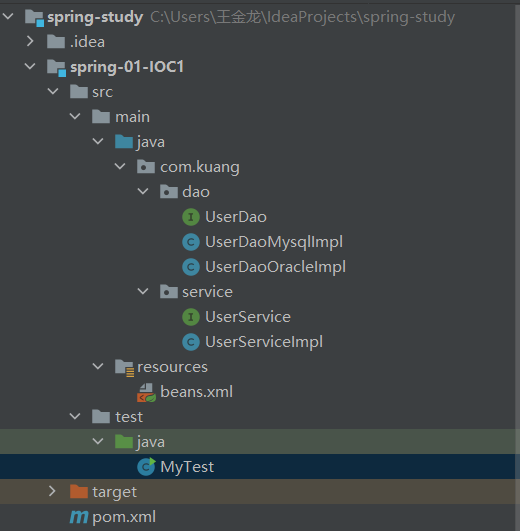 spring-study C:\Users\王金龙\IdeaProjects\spring-study
.idea
spring-01-IOC1
src
main
java
com.kuang
dao
I UserDao
C UserDaoMysqlImpl
C UserDaoOracleImpl
service
I UserService
C UserServiceImpl
resources
beans.xml
test
java
C MyTest
target
m pom.xml